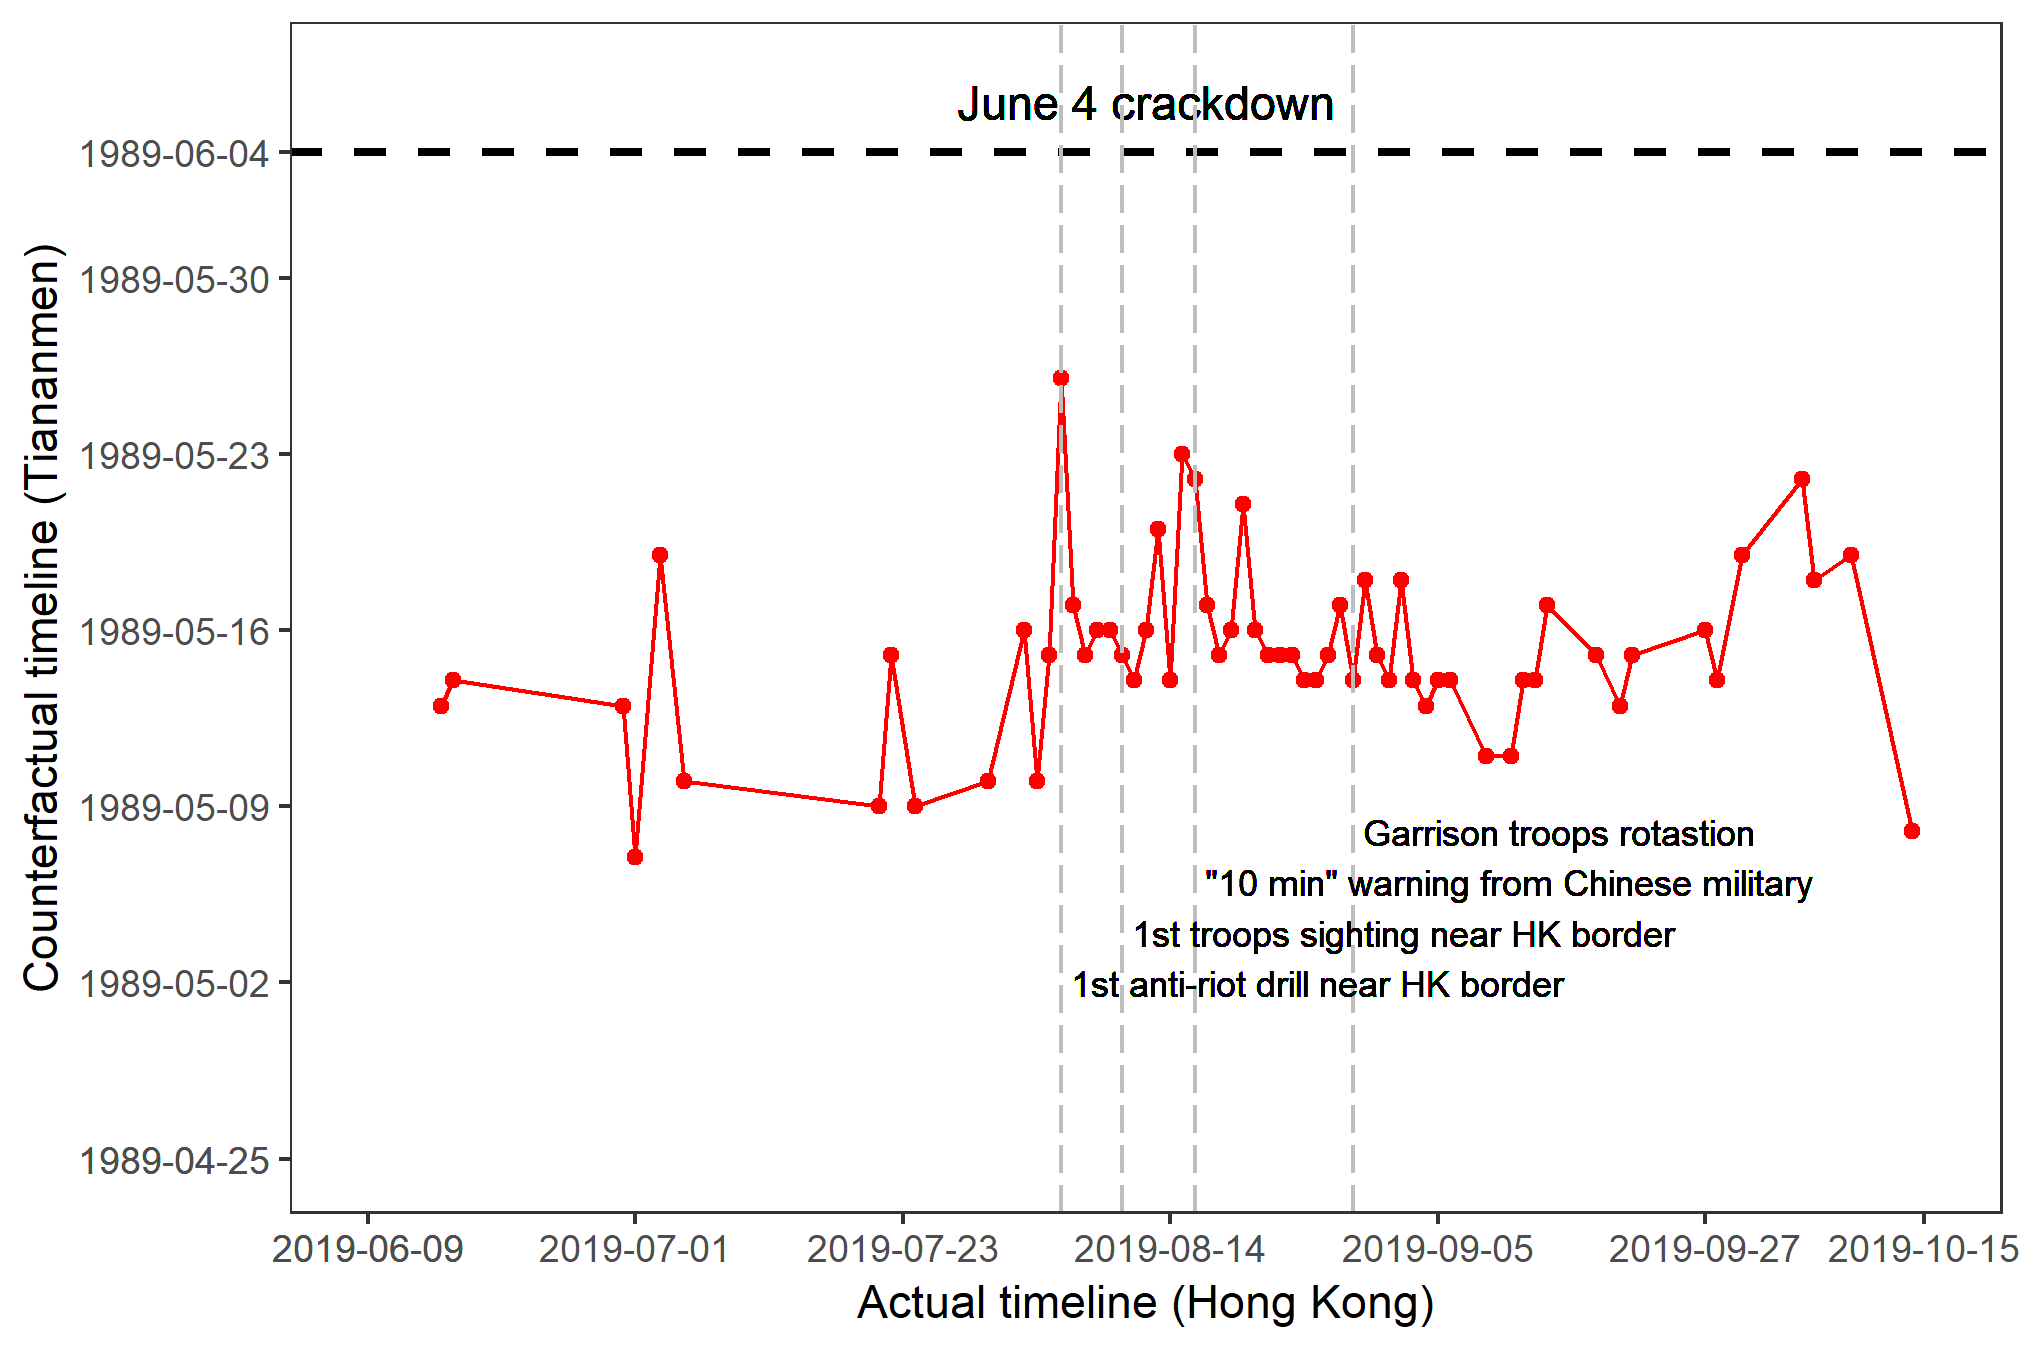 June 4 crackdown
Counterfactual timeline (Tiananmen)
1989-06-04
1989-05-30
1989-05-23
1989-05-16
1989-05-09
1989-05-02
1989-04-25
Garrison troops rotastion
"10 min" warning from Chinese military
1st troops sighting near HK border
1st anti-riot drill near HK border
2019-06-09 2019-07-01 2019-07-23 2019-08-14 2019-09-05 2019-09-27 2019-10-15
Actual timeline (Hong Kong)